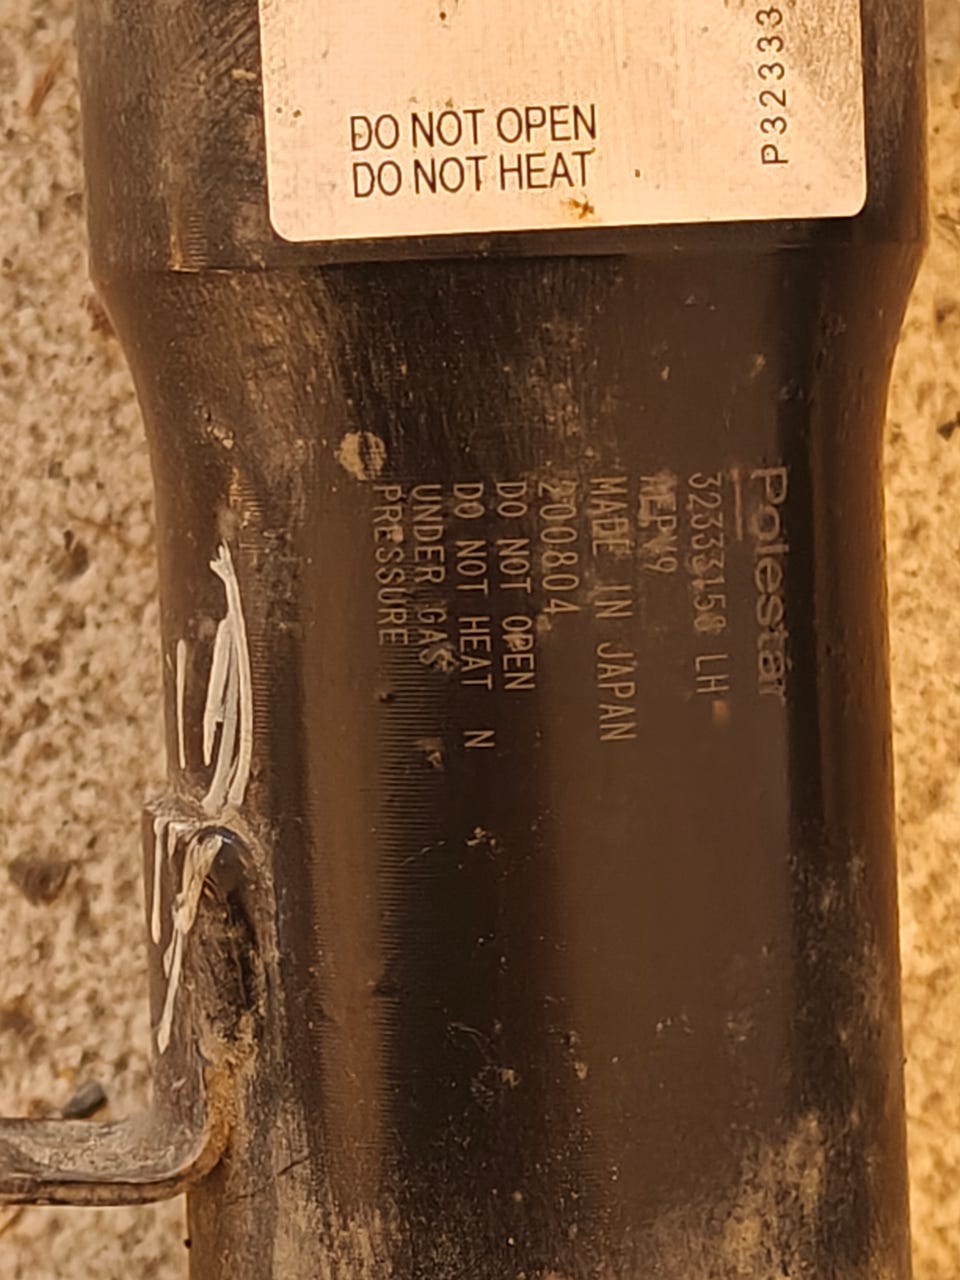 DO NOT OPEN
DO NOT HEAT
P32333
Polestar
32333158 LH
MADE IN JAPAN
200804
DO NOT OPEN
DO NOT HEAT N
UNDER GAS
PRESSURE